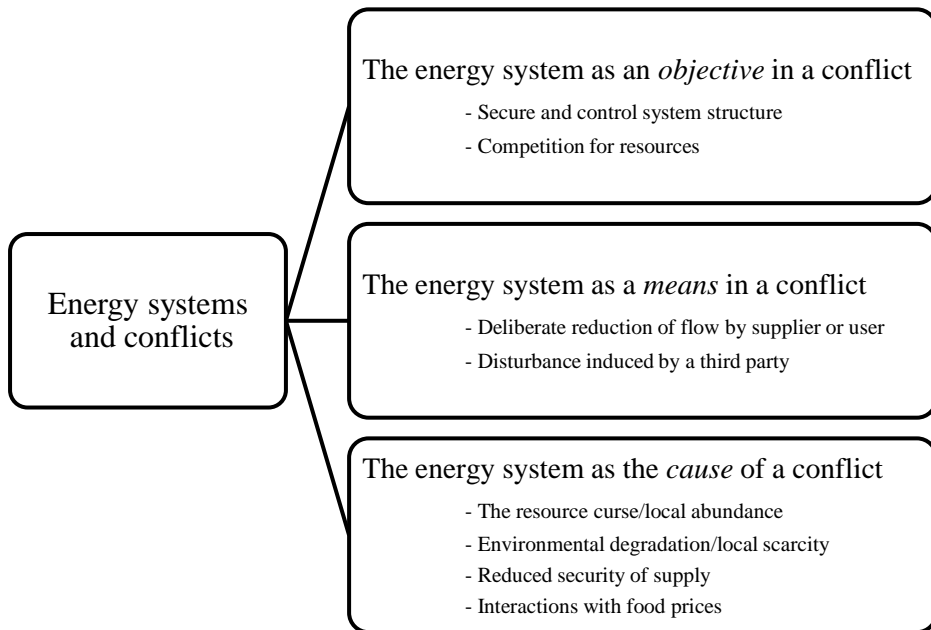 Energy systems
and conflicts
The energy system as an objective in a conflict
- Secure and control system structure
- Competition for resources
The energy system as a means in a conflict
- Deliberate reduction of flow by supplier or user
- Disturbance induced by a third party
The energy system as the cause of a conflict
- The resource curse/local abundance
- Environmental degradation/local scarcity
- Reduced security of supply
- Interactions with food prices